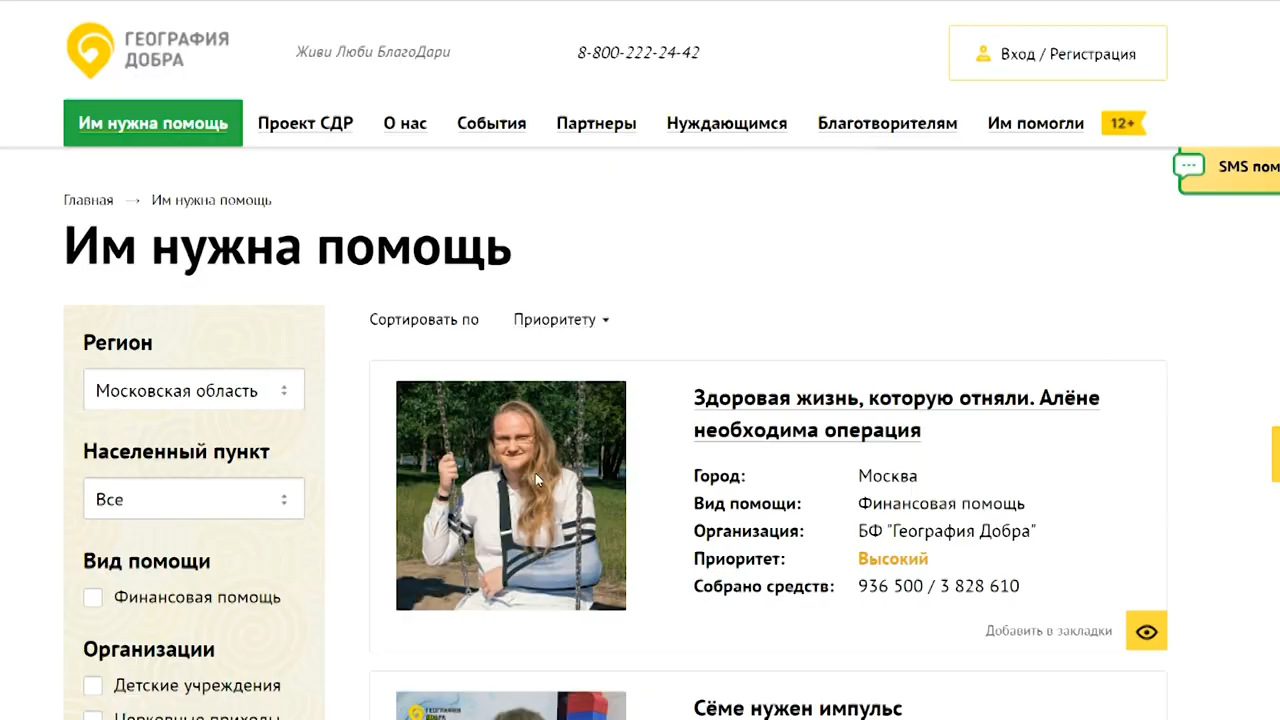 ГЕОГРАФИЯ
ДОБРА
Живи Люби БлагоДари
8-800-222-24-42
Вход / Регистрация
Им нужна помощь
Проект СДР
О нас
События
Партнеры
Нуждающимся
Благотворителям
Им помогли
12+
SMS пом
Главная → Им нужна помощь
Им нужна помощь
Регион
Московская область
Населенный пункт
Все
Вид помощи
Финансовая помощь
Организации
Детские учреждения
Церковные приходы
Сортировать по Приоритету
Здоровая жизнь, которую отняли. Алёне
необходима операция
Город: Москва
Вид помощи: Финансовая помощь
Организация: БФ "География Добра"
Приоритет: Высокий
Собрано средств: 936 500 / 3 828 610
Добавить в закладки
ГЕОГРАФИЯ
ДОБРА
Сёме нужен импульс